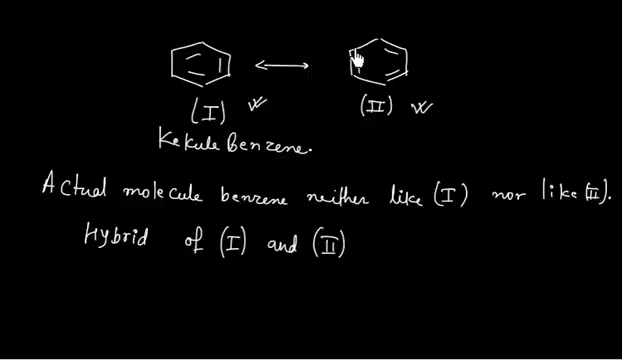 (I) (II)
Kekule Benzene.
Actual molecule benzene neither like (I) nor like (II).
Hybrid of (I) and (II)